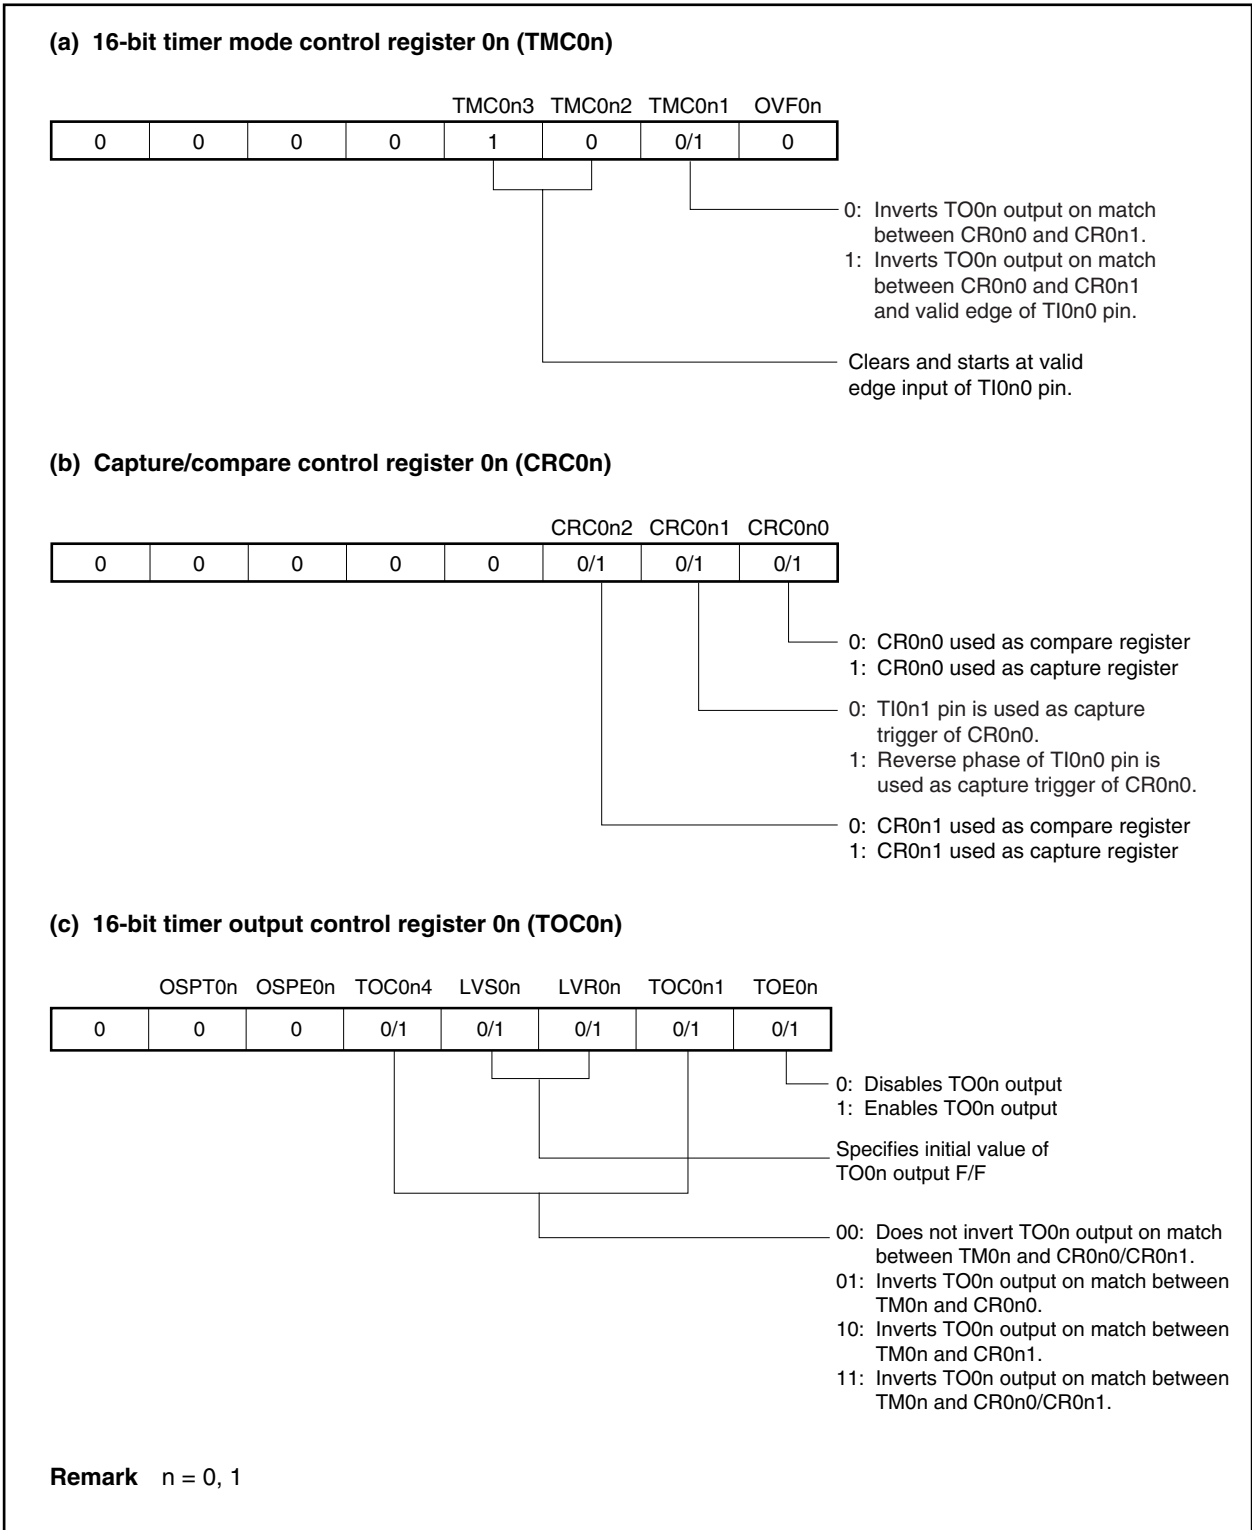 (a) 16-bit timer mode control register 0n (TMC0n)
TMC0n3 TMC0n2 TMC0n1 OVF0n
0 0 0 0 1 0 0/1 0
0: Inverts TO0n output on match
between CR0n0 and CR0n1.
1: Inverts TO0n output on match
between CR0n0 and CR0n1
and valid edge of TI0n0 pin.
Clears and starts at valid
edge input of TI0n0 pin.
(b) Capture/compare control register 0n (CRC0n)
CRC0n2 CRC0n1 CRC0n0
0 0 0 0 0 0/1 0/1 0/1
0: CR0n0 used as compare register
1: CR0n0 used as capture register
0: TI0n1 pin is used as capture
trigger of CR0n0.
1: Reverse phase of TI0n0 pin is
used as capture trigger of CR0n0.
0: CR0n1 used as compare register
1: CR0n1 used as capture register
(c) 16-bit timer output control register 0n (TOC0n)
OSPT0n OSPE0n TOC0n4 LVS0n LVR0n TOC0n1 TOE0n
0 0 0 0/1 0/1 0/1 0/1 0/1
0: Disables TO0n output
1: Enables TO0n output
Specifies initial value of
TO0n output F/F
00: Does not invert TO0n output on match
between TM0n and CR0n0/CR0n1.
01: Inverts TO0n output on match between
TM0n and CR0n0.
10: Inverts TO0n output on match between
TM0n and CR0n1.
11: Inverts TO0n output on match between
TM0n and CR0n0/CR0n1.
Remark n = 0, 1